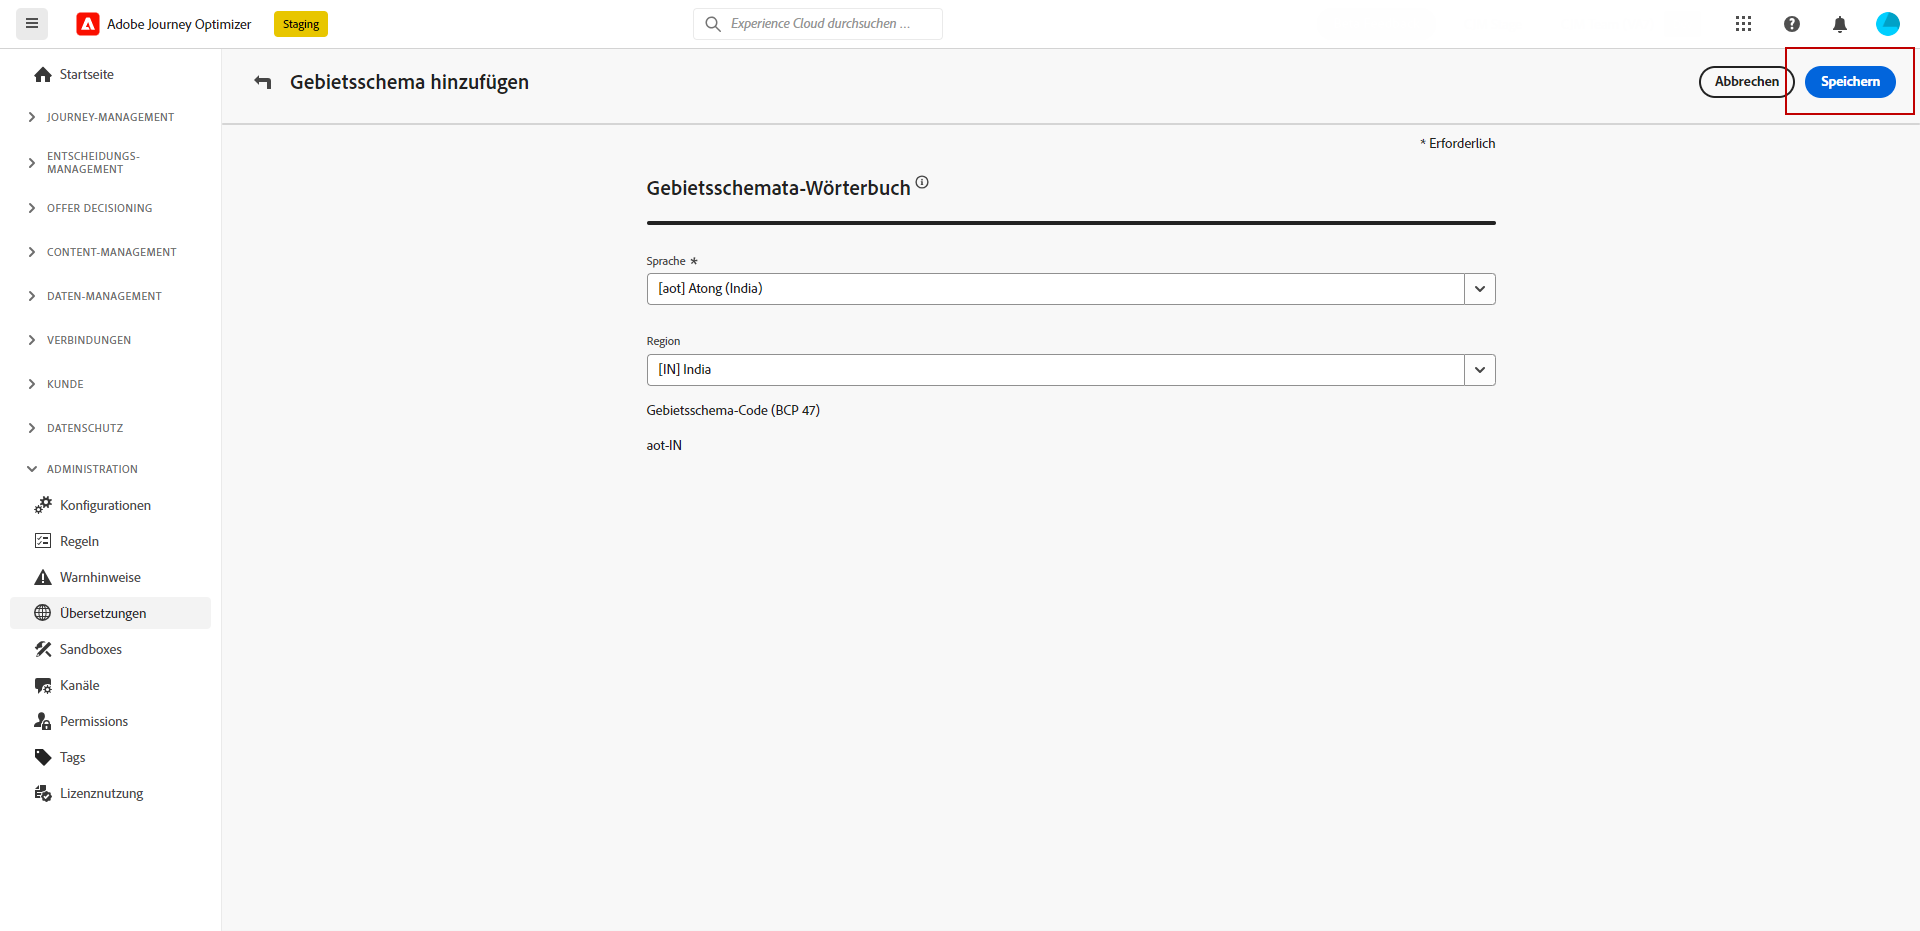 Adobe Journey Optimizer
Staging
Experience Cloud durchsuchen ...
Startseite
JOURNEY-MANAGEMENT
ENTSCHEIDUNGS-
MANAGEMENT
OFFER DECISIONING
CONTENT-MANAGEMENT
DATEN-MANAGEMENT
VERBINDUNGEN
KUNDE
DATENSCHUTZ
ADMINISTRATION
Konfigurationen
Regeln
Warnhinweise
Übersetzungen
Sandboxes
Kanäle
Permissions
Tags
Lizenznutzung
Gebietsschema hinzufügen
Abbrechen
Speichern
* Erforderlich
Gebietsschemata-Wörterbuch
Sprache *
[aot] Atong (India)
Region
[IN] India
Gebietsschema-Code (BCP 47)
aot-IN